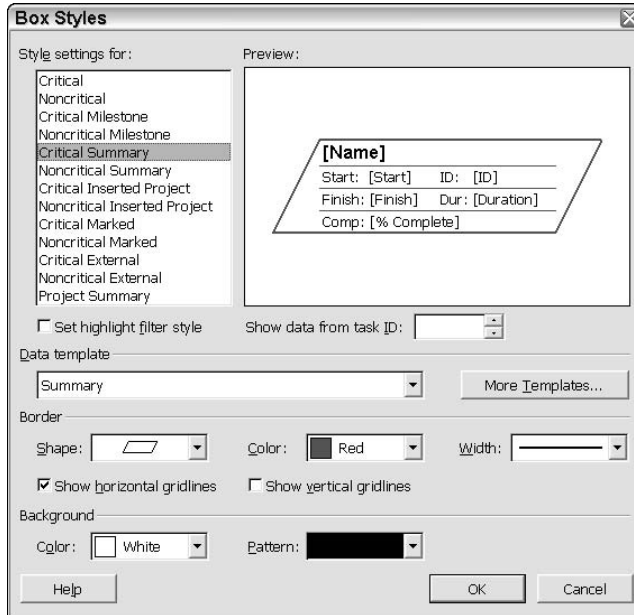 Box Styles
Style settings for:
Preview:
Critical
Noncritical
Critical Milestone
Noncritical Milestone
Critical Summary
Noncritical Summary
Critical Inserted Project
Noncritical Inserted Project
Critical Marked
Noncritical Marked
Critical External
Noncritical External
Project Summary
[Name]
Start: [Start] ID: [ID]
Finish: [Finish] Dur: [Duration]
Comp: [% Complete]
Set highlight filter style
Show data from task ID:
Data template
Summary
More Templates...
Border
Shape:
Color: Red
Width:
Show horizontal gridlines
Show vertical gridlines
Background
Color: White
Pattern:
Help
OK
Cancel